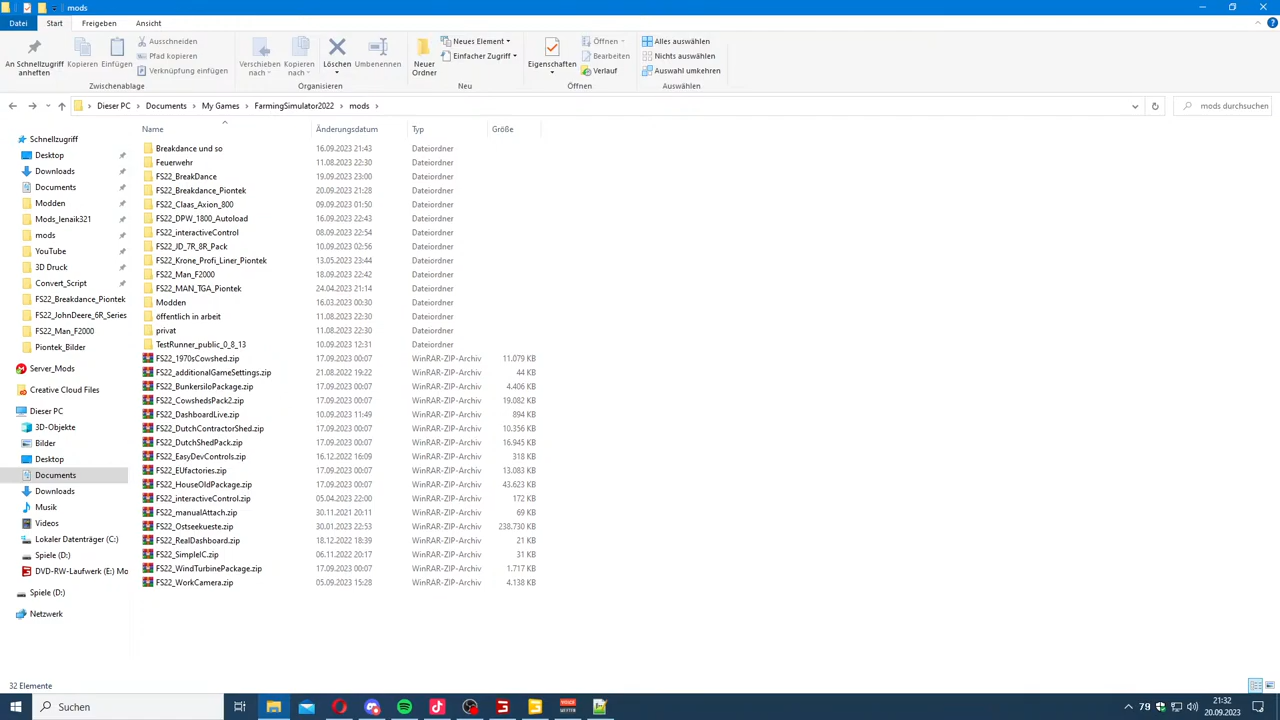 mods
Datei Start Freigeben Ansicht
An Schnellzugriff anheften
Kopieren
Einfügen
Ausschneiden
Pfad kopieren
Verknüpfung einfügen
Zwischenablage
Verschieben nach
Kopieren nach
Löschen
Umbenennen
Organisieren
Neuer Ordner
Neues Element
Einfacher Zugriff
Neu
Eigenschaften
Öffnen
Bearbeiten
Verlauf
Öffnen
Alles auswählen
Nichts auswählen
Auswahl umkehren
Auswählen
Dieser PC > Documents > My Games > FarmingSimulator2022 > mods >
mods durchsuchen
Schnellzugriff
Desktop
Downloads
Documents
Modden
Mods_lenaik321
mods
YouTube
3D Druck
Convert_Script
FS22_Breakdance_Piontek
FS22_JohnDeere_6R_Series
FS22_Man_F2000
Piontek_Bilder
Server_Mods
Creative Cloud Files
Dieser PC
3D-Objekte
Bilder
Desktop
Documents
Downloads
Musik
Videos
Lokaler Datenträger (C:)
Spiele (D:)
DVD-RW-Laufwerk (E:) Mo
Spiele (D:)
Netzwerk
Name Änderungsdatum Typ Größe
Breakdance und so 16.09.2023 21:43 Dateiordner
Feuerwehr 11.08.2023 22:30 Dateiordner
FS22_BreakDance 19.09.2023 23:00 Dateiordner
FS22_Breakdance_Piontek 20.09.2023 21:28 Dateiordner
FS22_Claas_Axion_800 09.09.2023 01:50 Dateiordner
FS22_DPW_1800_Autoload 16.09.2023 22:43 Dateiordner
FS22_interactiveControl 08.09.2023 22:54 Dateiordner
FS22_JD_7R_8R_Pack 10.09.2023 02:56 Dateiordner
FS22_Krone_Profi_Liner_Piontek 13.05.2023 23:44 Dateiordner
FS22_Man_F2000 18.09.2023 22:42 Dateiordner
FS22_MAN_TGA_Piontek 24.04.2023 21:14 Dateiordner
Modden 16.03.2023 00:30 Dateiordner
öffentlich in arbeit 11.08.2023 22:30 Dateiordner
privat 11.08.2023 22:30 Dateiordner
TestRunner_public_0_8_13 10.09.2023 12:31 Dateiordner
FS22_1970sCowshed.zip 17.09.2023 00:07 WinRAR-ZIP-Archiv 11.079 KB
FS22_additionalGameSettings.zip 21.08.2022 19:22 WinRAR-ZIP-Archiv 44 KB
FS22_BunkersiloPackage.zip 17.09.2023 00:07 WinRAR-ZIP-Archiv 4.406 KB
FS22_CowshedsPack2.zip 17.09.2023 00:07 WinRAR-ZIP-Archiv 19.082 KB
FS22_DashboardLive.zip 10.09.2023 11:49 WinRAR-ZIP-Archiv 894 KB
FS22_DutchContractorShed.zip 17.09.2023 00:07 WinRAR-ZIP-Archiv 10.356 KB
FS22_DutchShedPack.zip 17.09.2023 00:07 WinRAR-ZIP-Archiv 16.945 KB
FS22_EasyDevControls.zip 16.12.2022 16:09 WinRAR-ZIP-Archiv 318 KB
FS22_EUfactories.zip 17.09.2023 00:07 WinRAR-ZIP-Archiv 13.083 KB
FS22_HouseOldPackage.zip 17.09.2023 00:07 WinRAR-ZIP-Archiv 43.623 KB
FS22_interactiveControl.zip 05.04.2023 22:00 WinRAR-ZIP-Archiv 172 KB
FS22_manualAttach.zip 30.11.2021 20:11 WinRAR-ZIP-Archiv 69 KB
FS22_Ostseekueste.zip 30.01.2023 22:53 WinRAR-ZIP-Archiv 238.730 KB
FS22_RealDashboard.zip 18.12.2022 18:39 WinRAR-ZIP-Archiv 21 KB
FS22_SimpleIC.zip 06.11.2022 20:17 WinRAR-ZIP-Archiv 31 KB
FS22_WindTurbinePackage.zip 17.09.2023 00:07 WinRAR-ZIP-Archiv 1.717 KB
FS22_WorkCamera.zip 05.09.2023 15:28 WinRAR-ZIP-Archiv 4.138 KB
32 Elemente
Suchen
79
21:32
20.09.2023